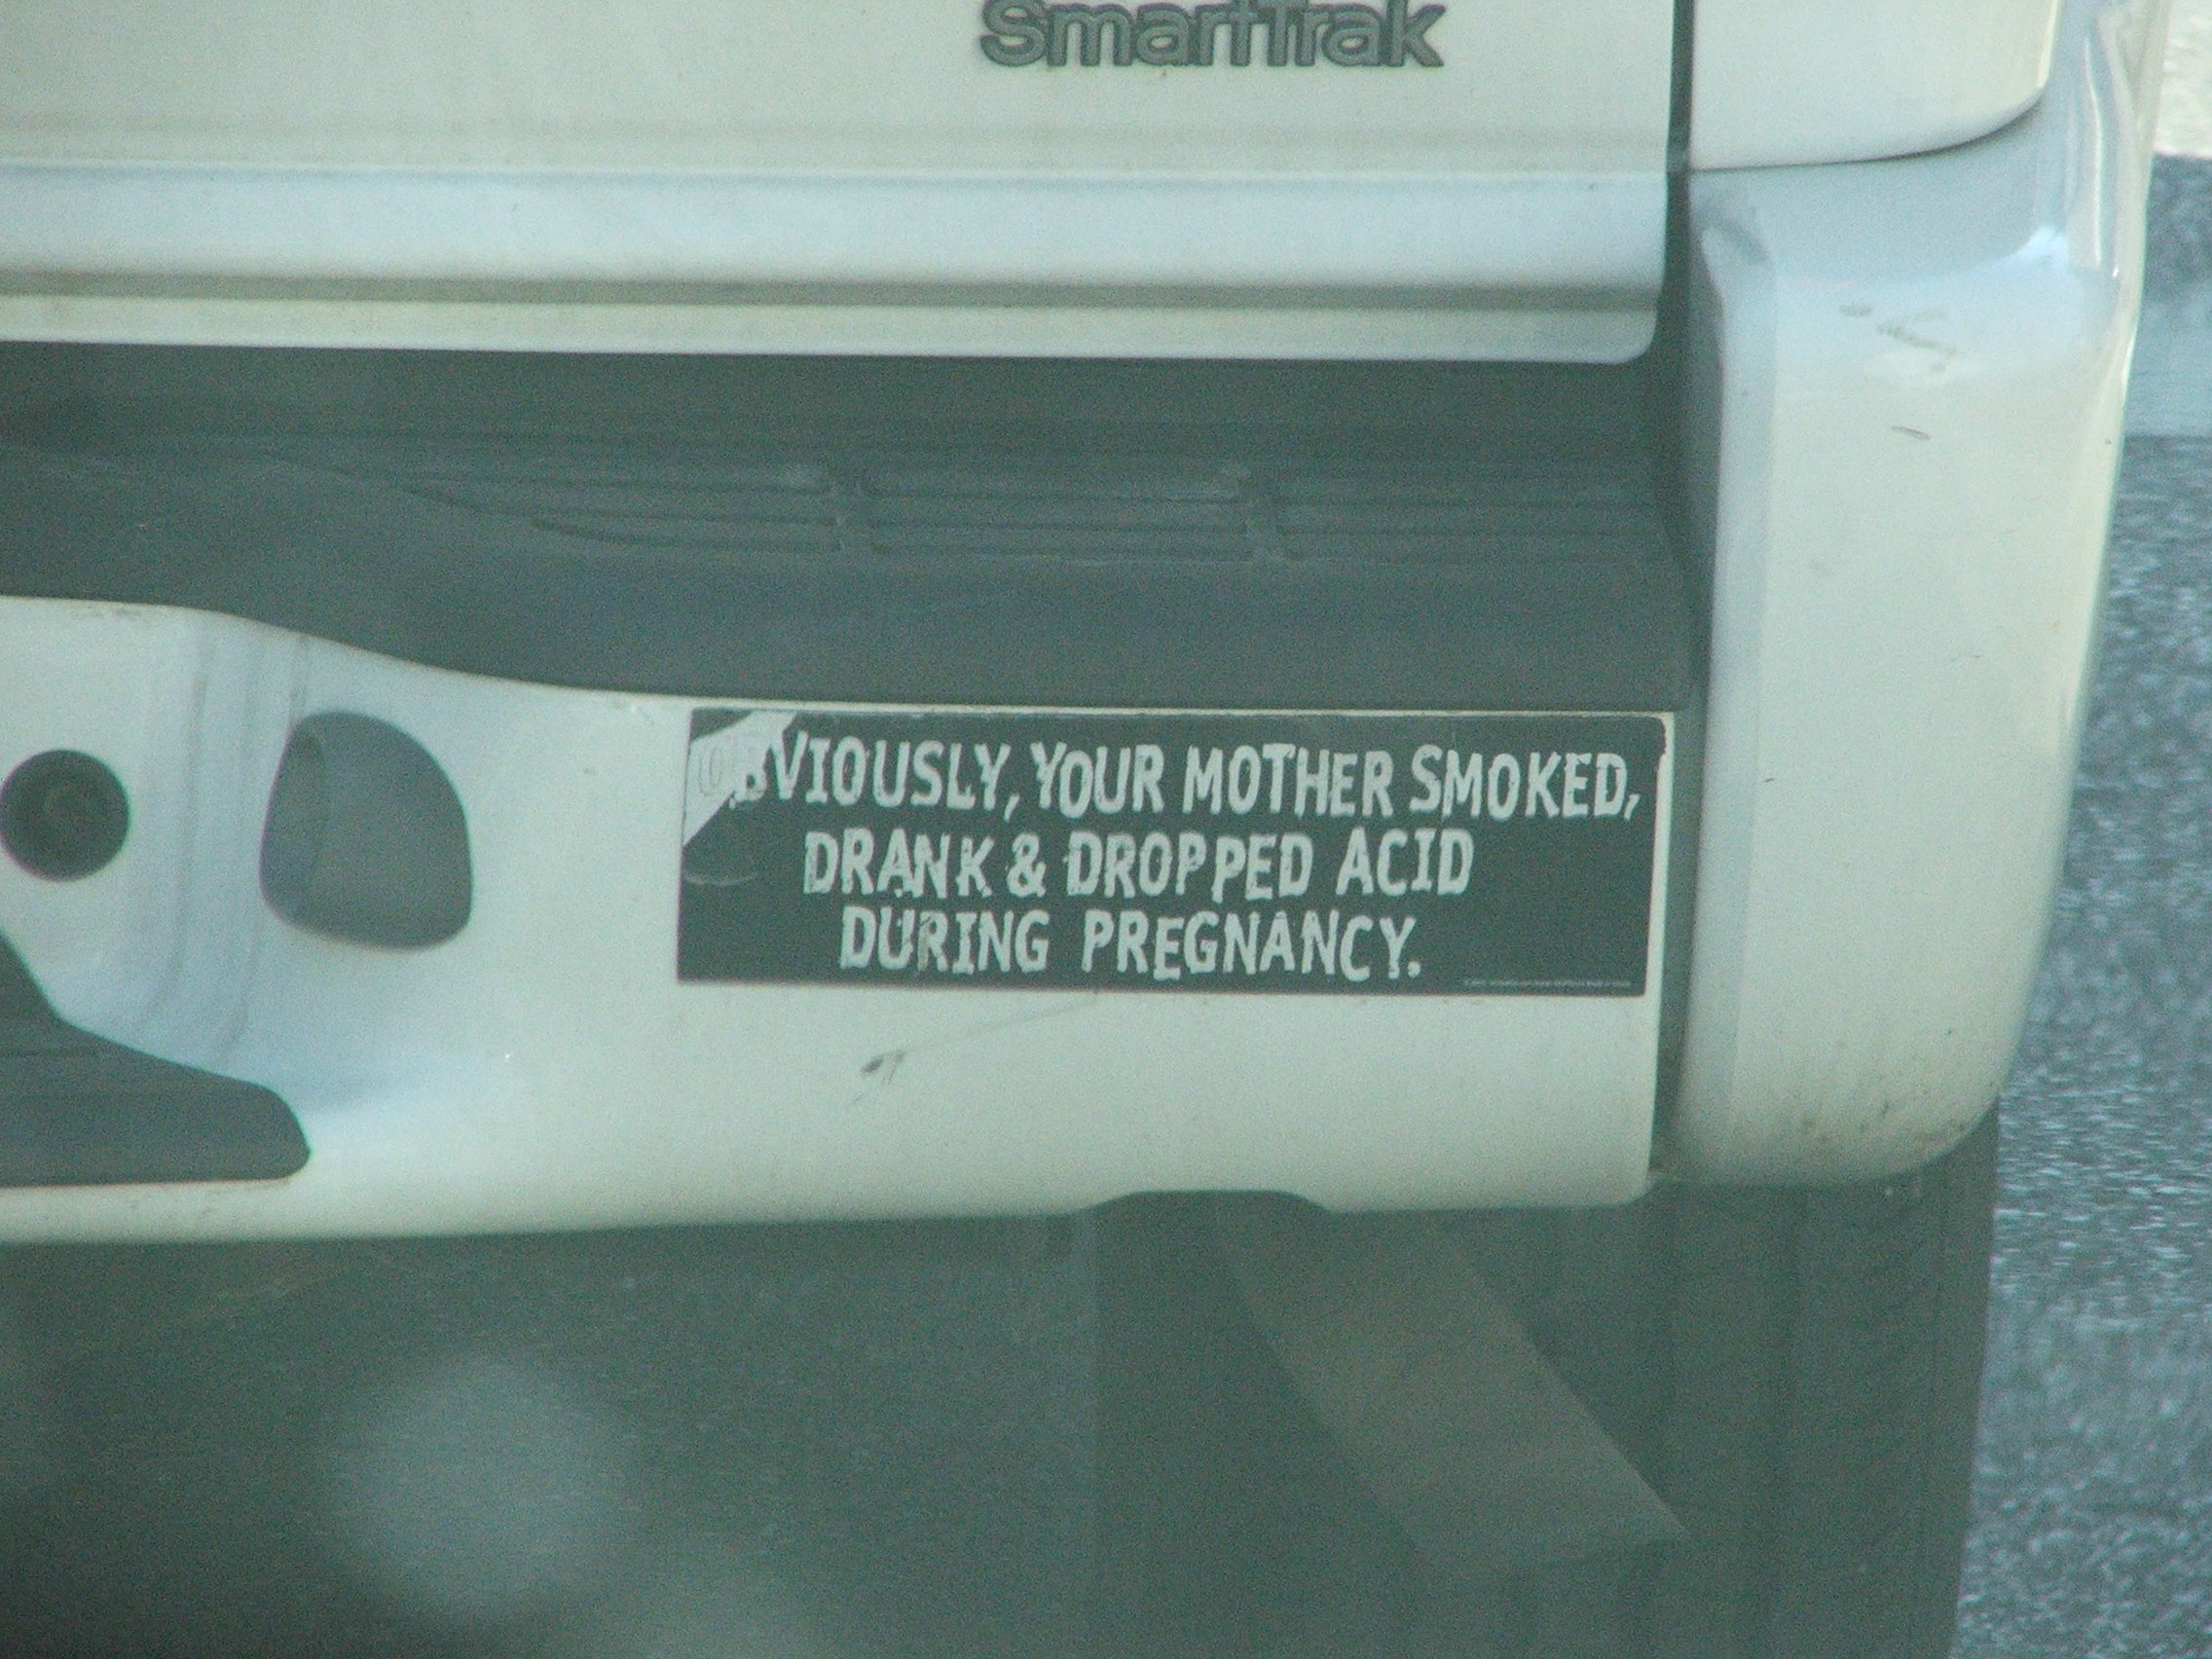 SmartTrak
OBVIOUSLY, YOUR MOTHER SMOKED,
DRANK & DROPPED ACID
DURING PREGNANCY.